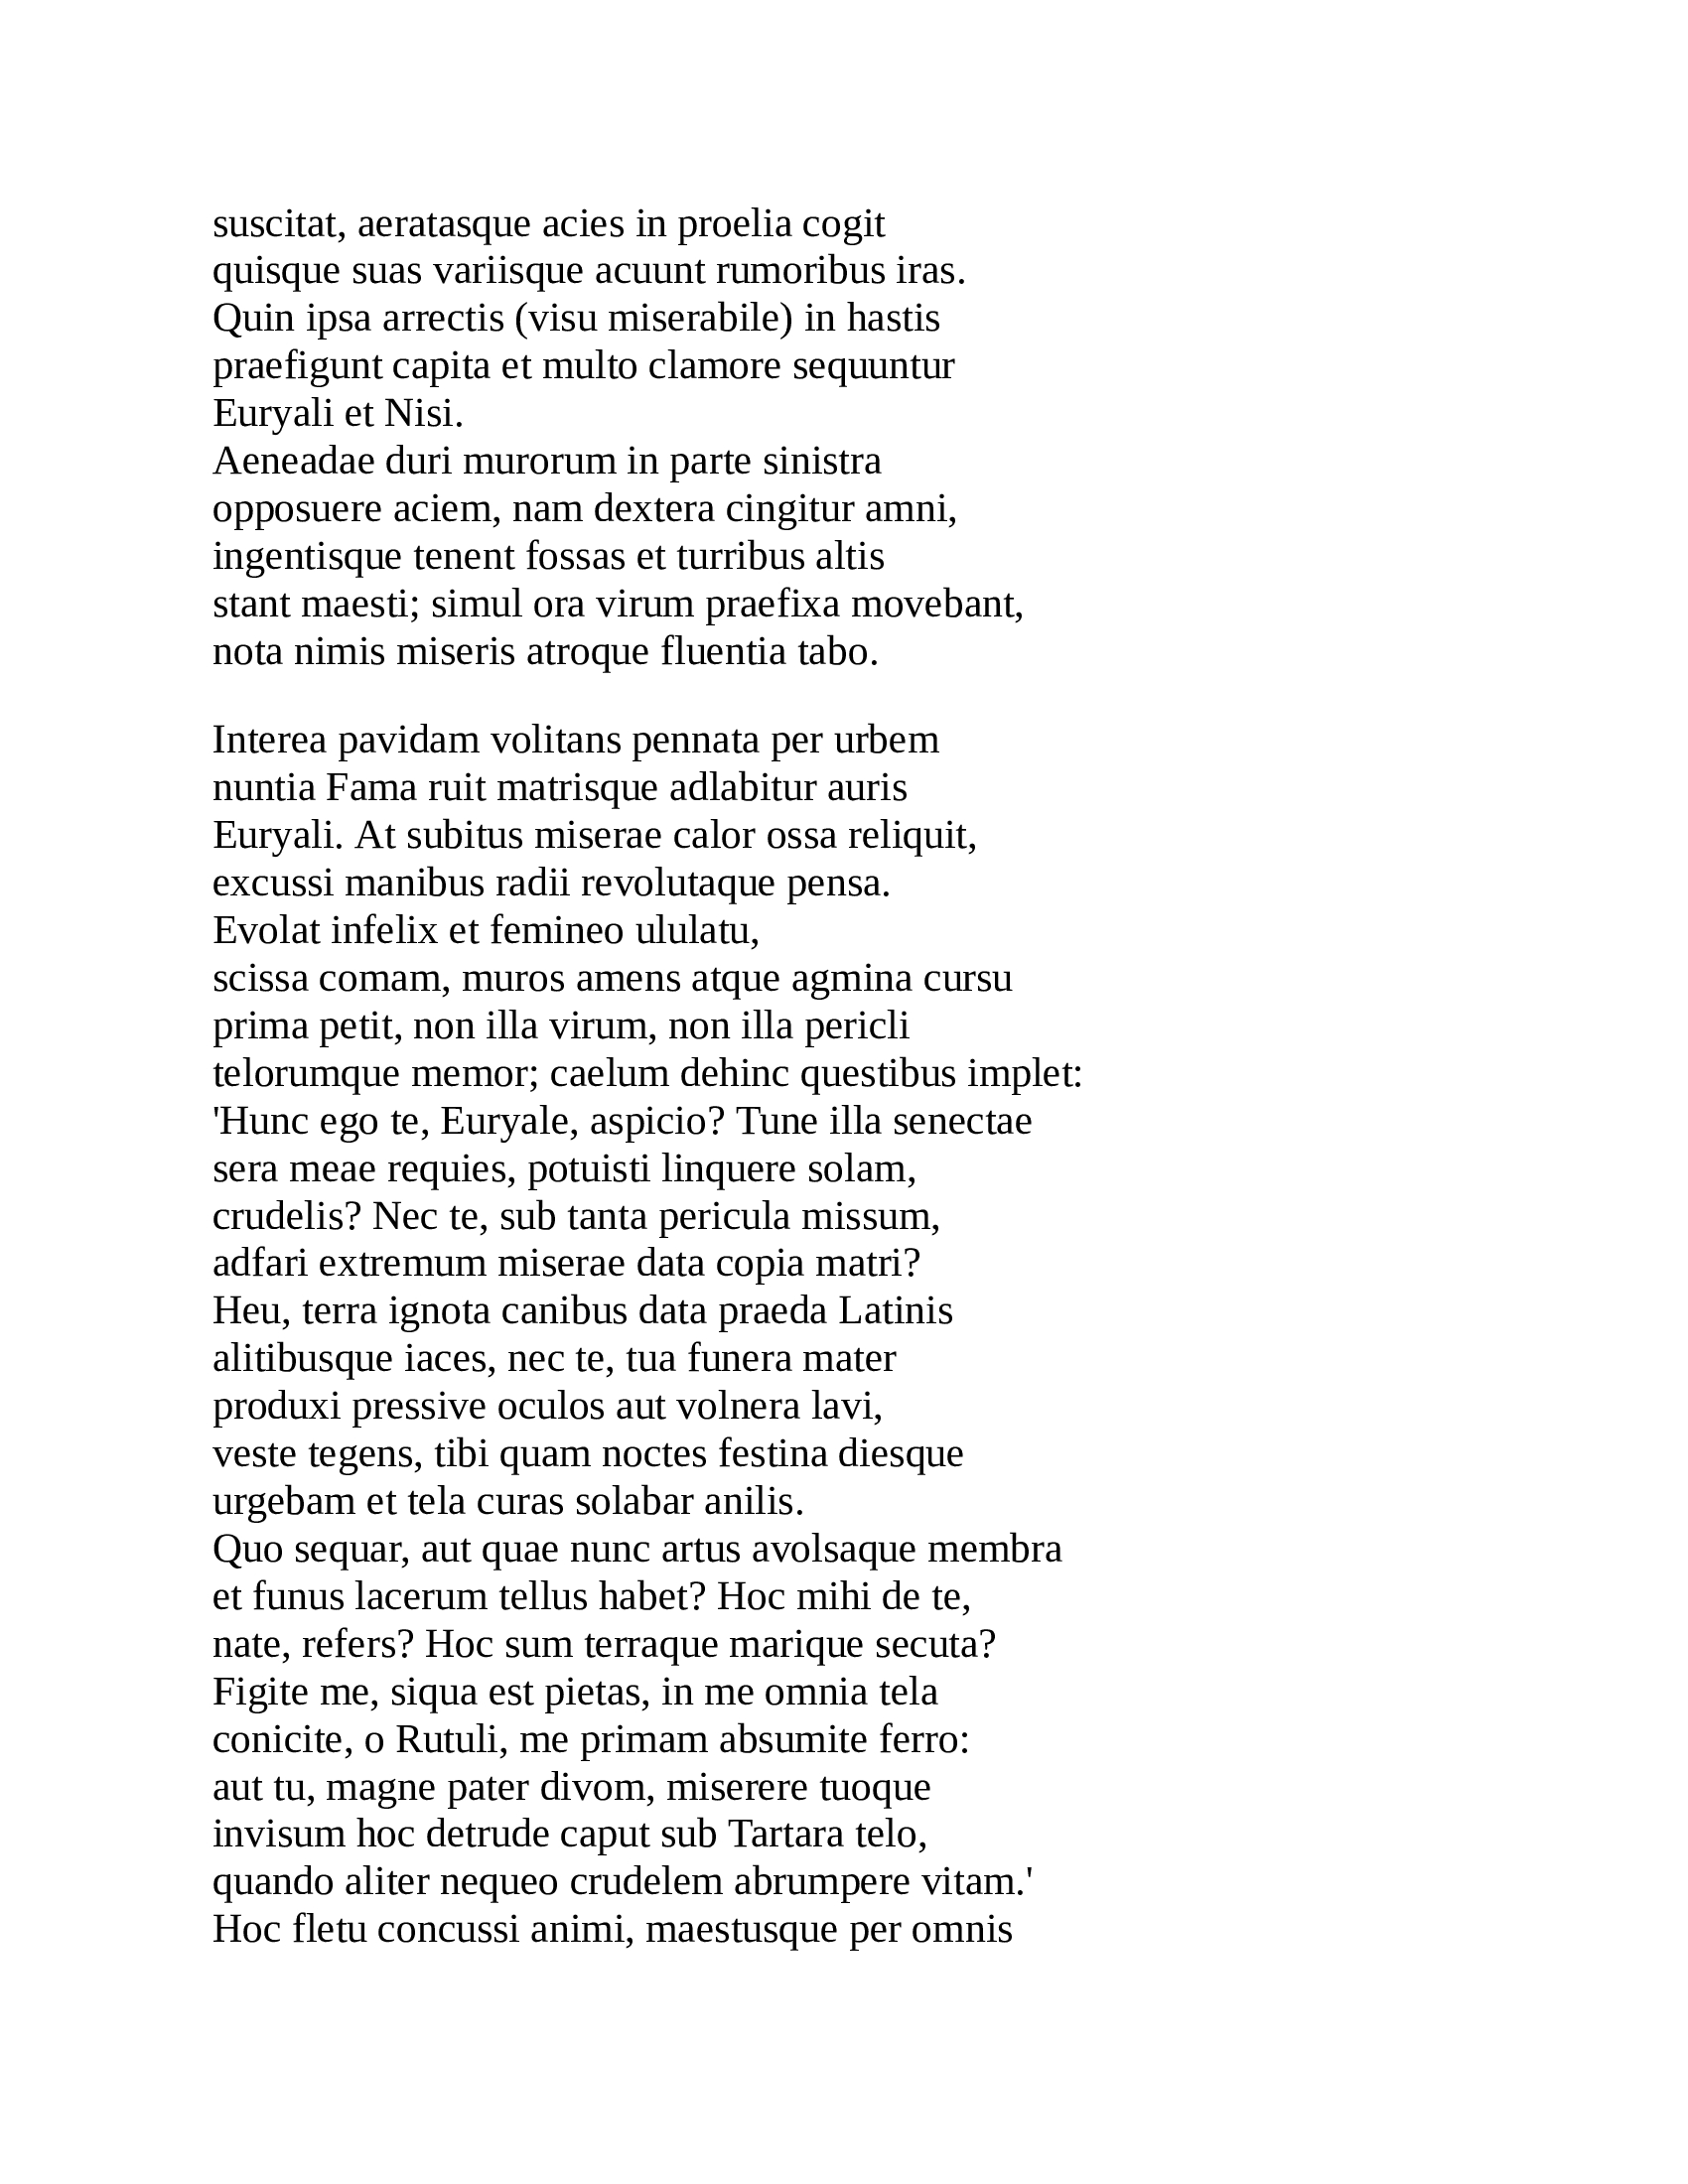 suscitat, aeratasque acies in proelia cogit
quisque suas variisque acuunt rumoribus iras.
Quin ipsa arrectis (visu miserabile) in hastis
praefigunt capita et multo clamore sequuntur
Euryali et Nisi.
Aeneadae duri murorum in parte sinistra
opposuere aciem, nam dextera cingitur amni,
ingentisque tenent fossas et turribus altis
stant maesti; simul ora virum praefixa movebant,
nota nimis miseris atroque fluentia tabo.

Interea pavidam volitans pennata per urbem
nuntia Fama ruit matrisque adlabitur auris
Euryali. At subitus miserae calor ossa reliquit,
excussi manibus radii revolutaque pensa.
Evolat infelix et femineo ululatu,
scissa comam, muros amens atque agmina cursu
prima petit, non illa virum, non illa pericli
telorumque memor; caelum dehinc questibus implet:
'Hunc ego te, Euryale, aspicio? Tune illa senectae
sera meae requies, potuisti linquere solam,
crudelis? Nec te, sub tanta pericula missum,
adfari extremum miserae data copia matri?
Heu, terra ignota canibus data praeda Latinis
alitibusque iaces, nec te, tua funera mater
produxi pressive oculos aut volnera lavi,
veste tegens, tibi quam noctes festina diesque
urgebam et tela curas solabar anilis.
Quo sequar, aut quae nunc artus avolsaque membra
et funus lacerum tellus habet? Hoc mihi de te,
nate, refers? Hoc sum terraque marique secuta?
Figite me, siqua est pietas, in me omnia tela
conicite, o Rutuli, me primam absumite ferro:
aut tu, magne pater divom, miserere tuoque
invisum hoc detrude caput sub Tartara telo,
quando aliter nequeo crudelem abrumpere vitam.'
Hoc fletu concussi animi, maestusque per omnis